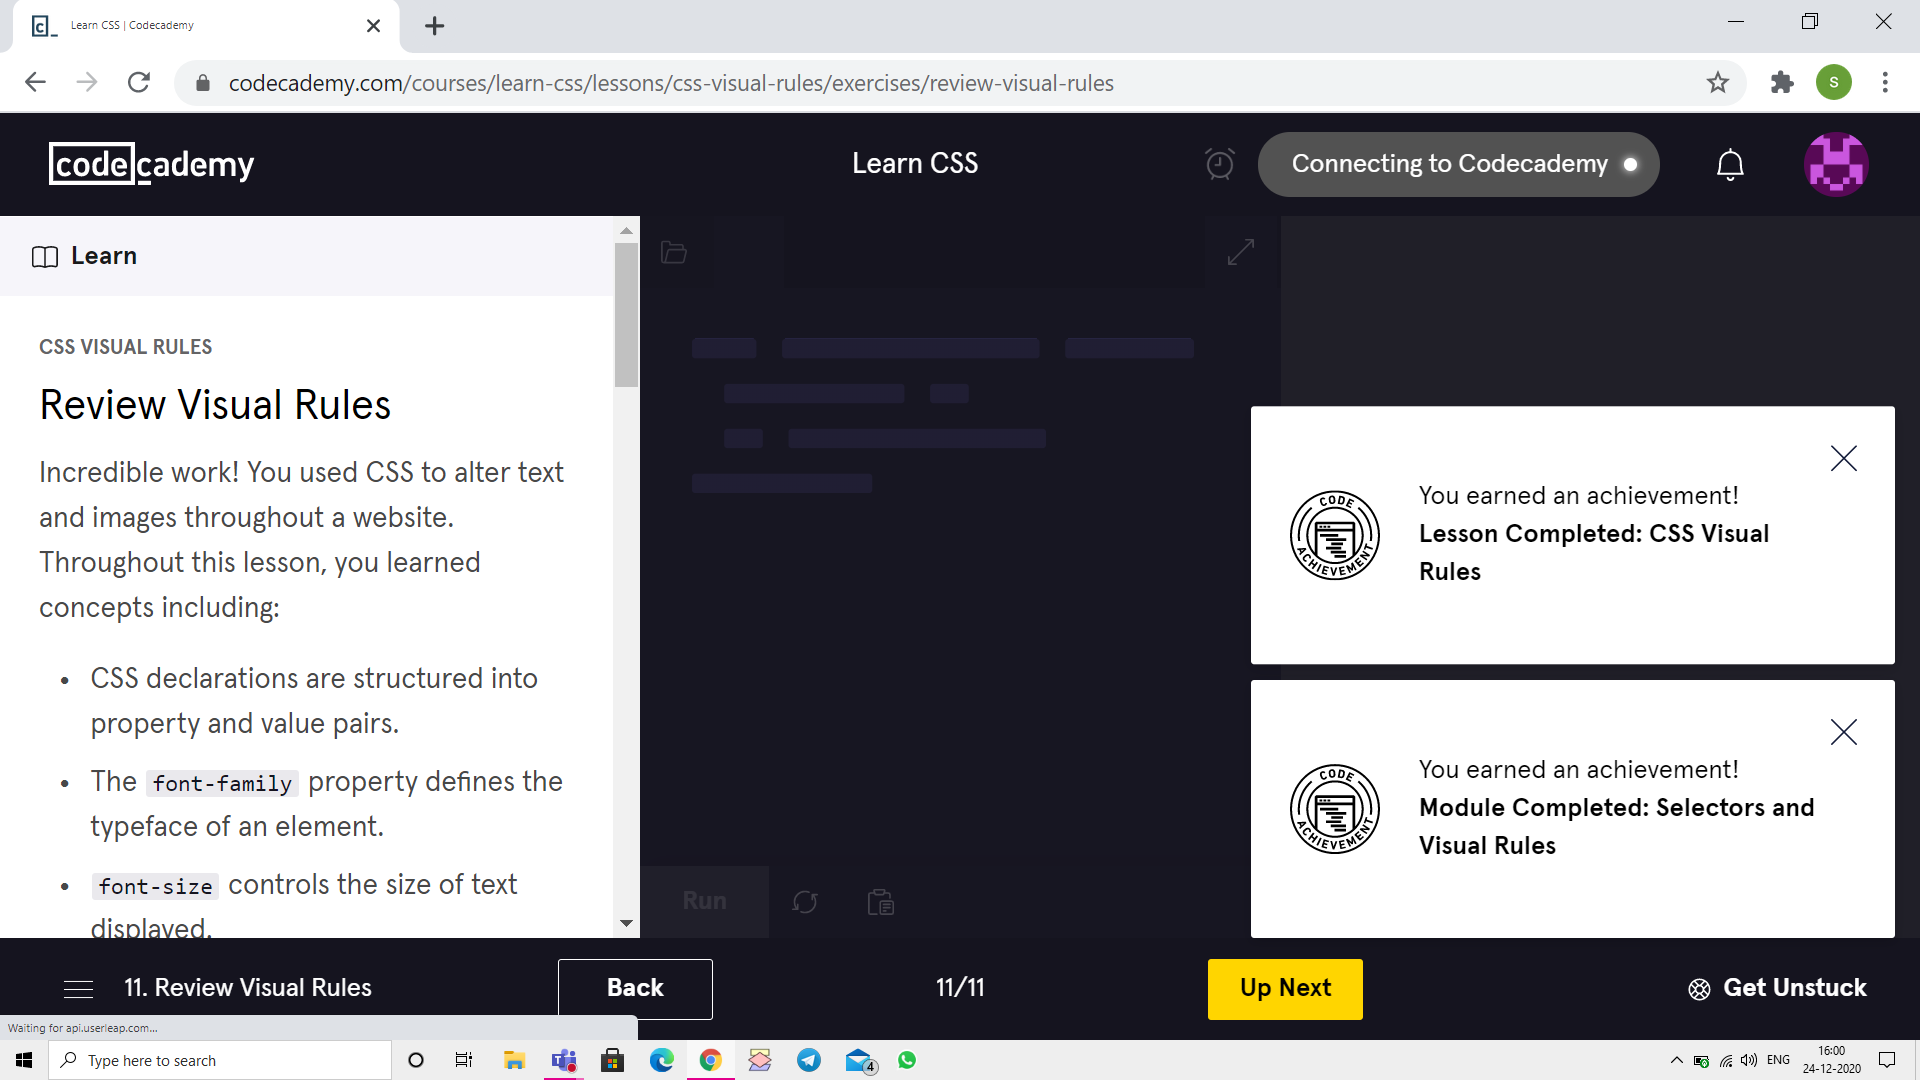 Learn CSS | Codecademy
codecademy.com/courses/learn-css/lessons/css-visual-rules/exercises/review-visual-rules
S
codecademy
Learn CSS
Connecting to Codecademy
Learn
CSS VISUAL RULES
Review Visual Rules
Incredible work! You used CSS to alter text
and images throughout a website.
Throughout this lesson, you learned
concepts including:
• CSS declarations are structured into
property and value pairs.
• The font-family property defines the
typeface of an element.
• font-size controls the size of text
displayed.
Run
CODE
ACHIEVEMENT
You earned an achievement!
Lesson Completed: CSS Visual
Rules
CODE
ACHIEVEMENT
You earned an achievement!
Module Completed: Selectors and
Visual Rules
11. Review Visual Rules
Back
11/11
Up Next
Get Unstuck
Waiting for api.userleap.com...
Type here to search
4
ENG
16:00
24-12-2020